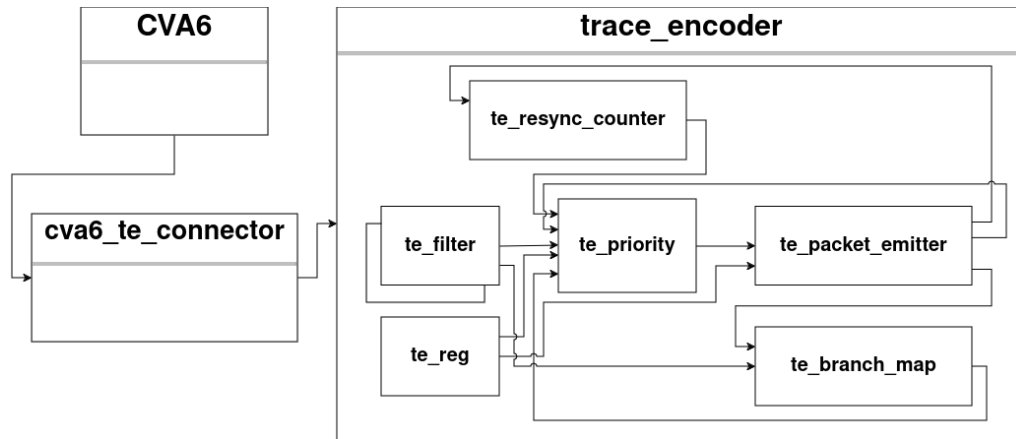 CVA6
trace_encoder
te_resync_counter
cva6_te_connector
te_filter
te_priority
te_packet_emitter
te_reg
te_branch_map